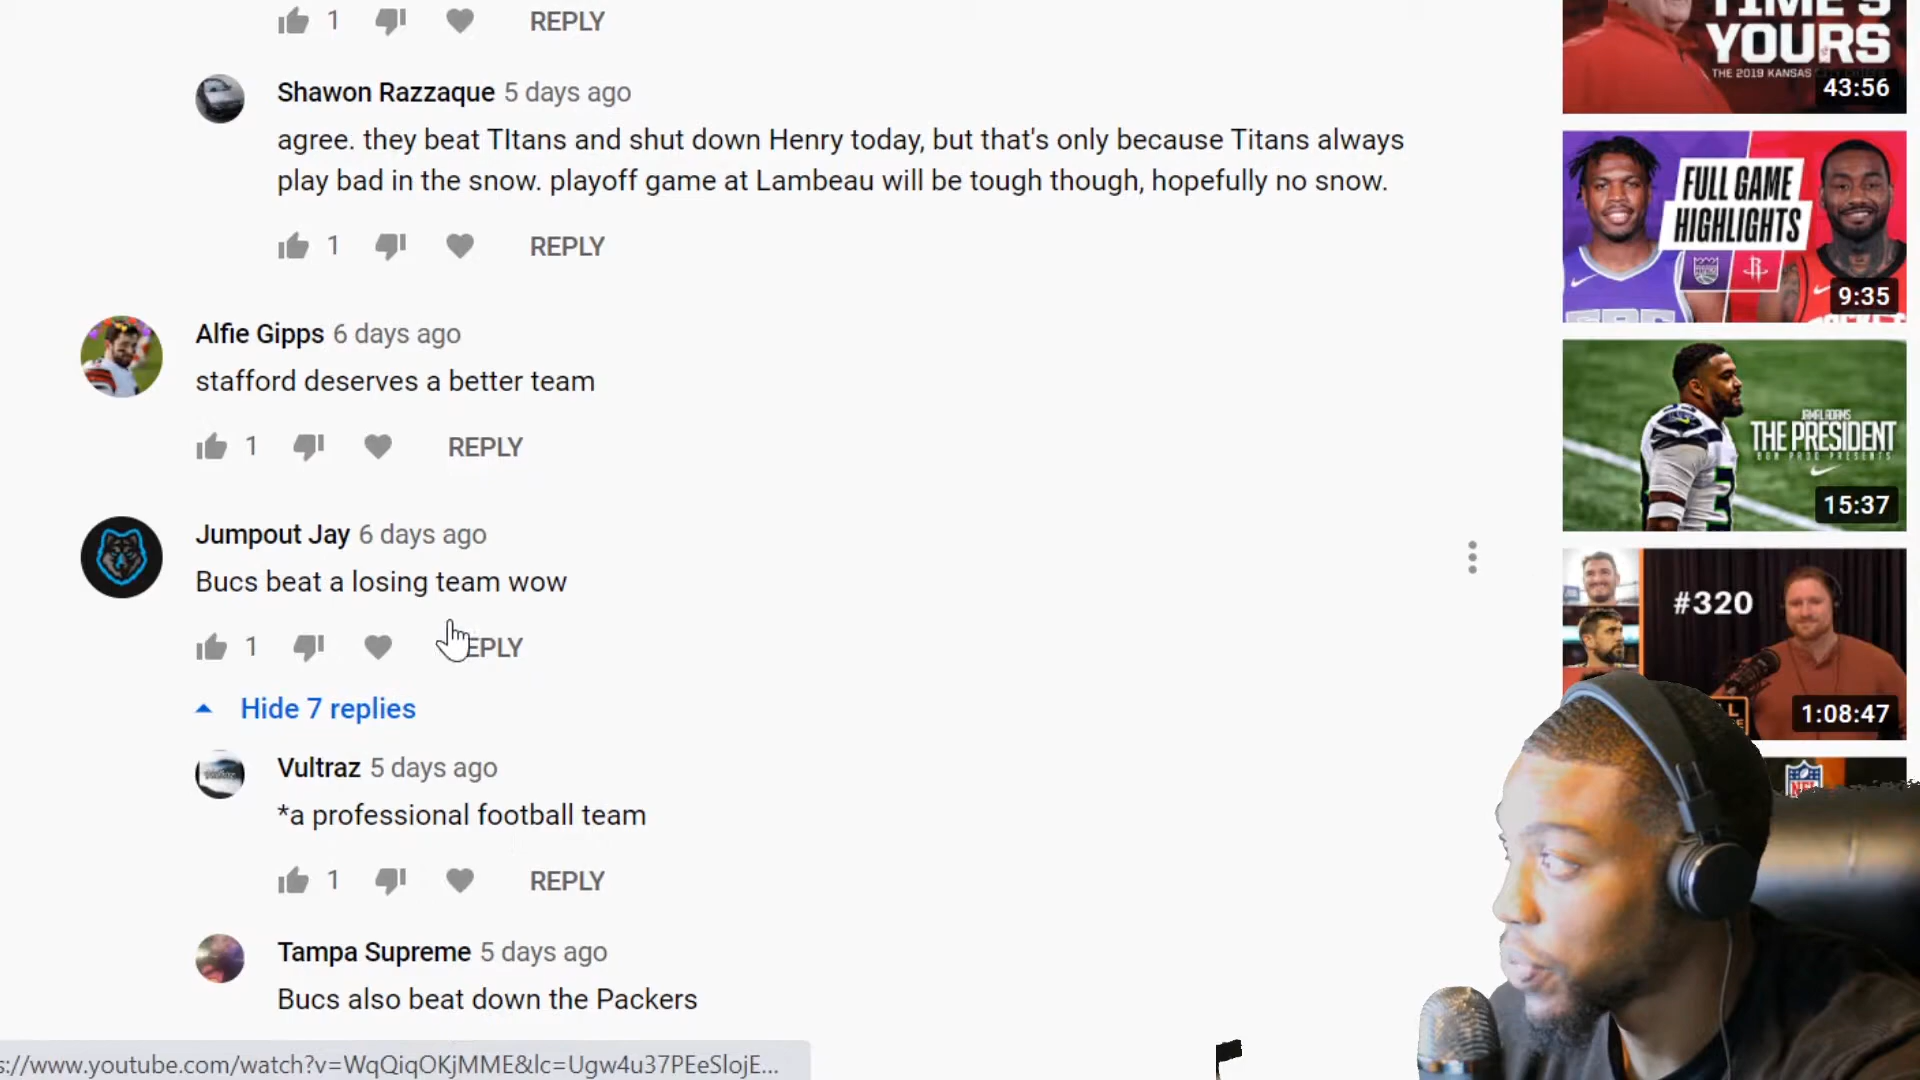 1 REPLY
Shawon Razzaque 5 days ago
agree. they beat TItans and shut down Henry today, but that's only because Titans always
play bad in the snow. playoff game at Lambeau will be tough though, hopefully no snow.
1 REPLY
Alfie Gipps 6 days ago
stafford deserves a better team
1 REPLY
Jumpout Jay 6 days ago
Bucs beat a losing team wow
1 EPLY
Hide 7 replies
Vultraz 5 days ago
*a professional football team
1 REPLY
Tampa Supreme 5 days ago
Bucs also beat down the Packers
s://www.youtube.com/watch?v=WqQiqOKjMME&lc=Ugw4u37PEeSlojE...
TIME'S
YOURS
THE 2019 KANSAS
43:56
FULL GAME
HIGHLIGHTS
9:35
JAMAL ADAMS
THE PRESIDENT
15:37
#320
1:08:47
NFL